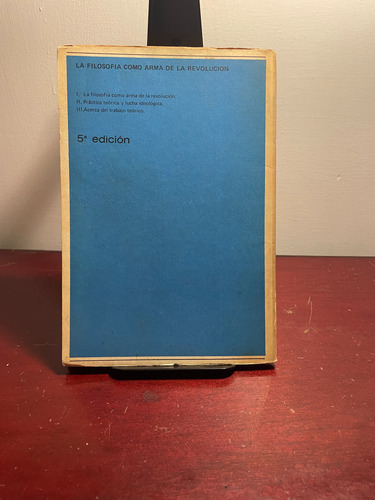 LA FILOSOFIA COMO ARMA DE LA REVOLUCION
I. La filosofía como arma de la revolución.
II. Práctica teórica y lucha ideológica.
III. Acerca del trabajo teórico.
5ª edición